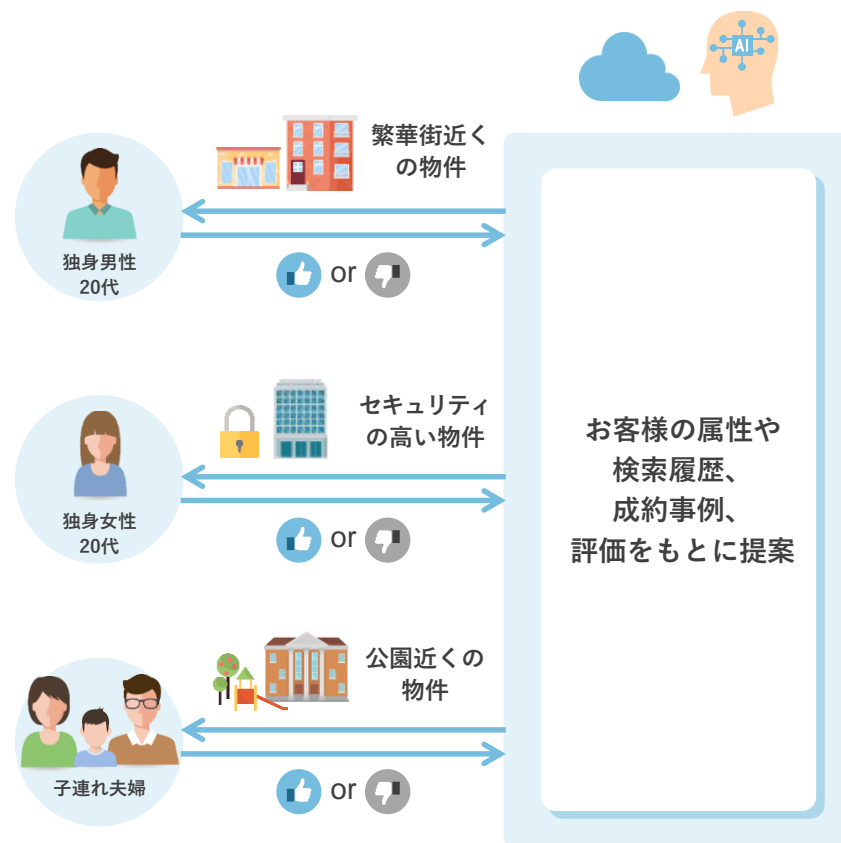 AI
繁華街近く
の物件
独身男性
20代
or
セキュリティ
の高い物件
独身女性
20代
or
公園近くの
物件
子連れ夫婦
or
お客様の属性や
検索履歴、
成約事例、
評価をもとに提案